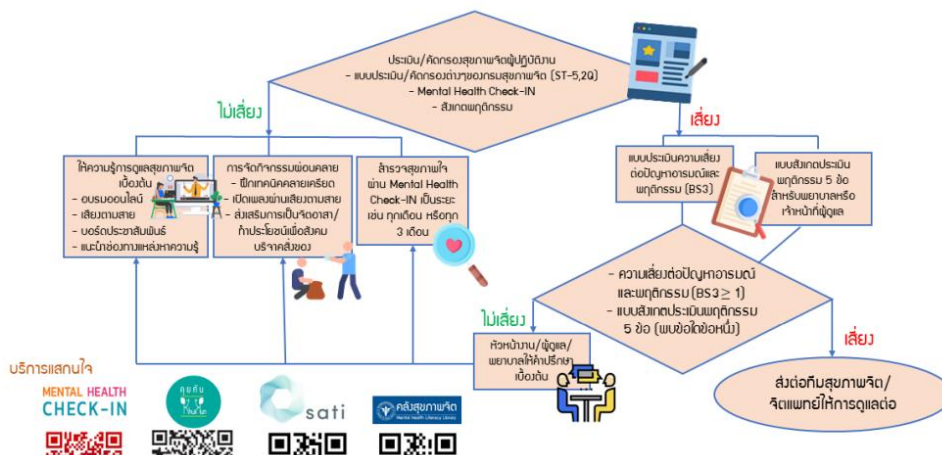 ประเมิน/คัดกรองสุขภาพจิตผู้ปฏิบัติงาน
- แบบประเมิน/คัดกรองต่างๆของกรมสุขภาพจิต (ST-5,2Q)
- Mental Health Check-IN
- สังเกตพฤติกรรม
ไม่เสี่ยง
เสี่ยง
ให้ความรู้การดูแลสุขภาพจิต
เบื้องต้น
- อบรมออนไลน์
- เสียงตามสาย
- บอร์ดประชาสัมพันธ์
- แนะนำช่องทางแหล่งหาความรู้
การจัดกิจกรรมผ่อนคลาย
- ฝึกเทคนิคคลายเครียด
- เปิดเพลงผ่านเสียงตามสาย
- ส่งเสริมการเป็นจิตอาสา/
ทำประโยชน์เพื่อสังคม
บริจาคสิ่งของ
สำรวจสุขภาพใจ
ผ่าน Mental Health
Check-IN เป็นระยะ
เช่น ทุกเดือน หรือทุก
3 เดือน
แบบประเมินความเสี่ยง
ต่อปัญหาอารมณ์และ
พฤติกรรม (BS3)
แบบสังเกตประเมิน
พฤติกรรม 5 ข้อ
สำหรับพยาบาลหรือ
เจ้าหน้าที่ผู้ดูแล
- ความเสี่ยงต่อปัญหาอารมณ์
และพฤติกรรม (BS3 ≥ 1)
- แบบสังเกตประเมินพฤติกรรม
5 ข้อ (พบข้อใดข้อหนึ่ง)
ไม่เสี่ยง
เสี่ยง
หัวหน้างาน/ผู้ดูแล/
พยาบาลให้คำปรึกษา
เบื้องต้น
ส่งต่อทีมสุขภาพจิต/
จิตแพทย์ให้การดูแลต่อ
บริการแสกนใจ
MENTAL HEALTH
CHECK-IN
คุยกัน
sati
คลังสุขภาพจิต
Mental Health Literacy Library